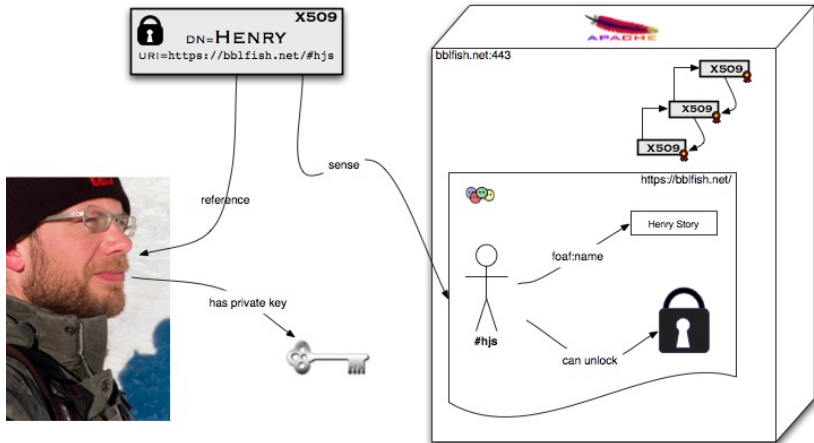 X509
DN=HENRY
URI=https://bblfish.net/#hjs
APACHE
bblfish.net:443
X509
X509
X509
sense
reference
https://bblfish.net/
Henry Story
foaf:name
has private key
#hjs
can unlock